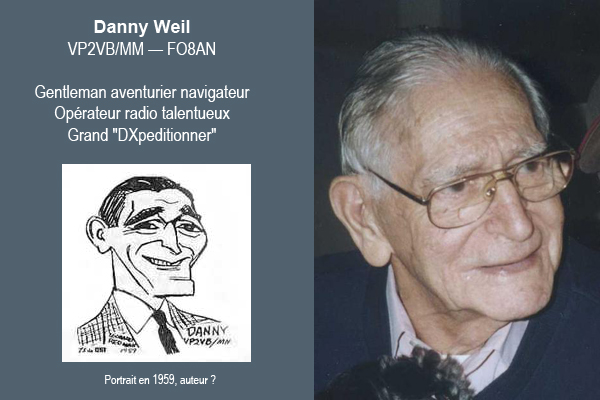 Danny Weil
VP2VB/MM — FO8AN
Gentleman aventurier navigateur
Opérateur radio talentueux
Grand "DXpeditionner"
DANNY
VP2VB/MM
1959
Portrait en 1959, auteur ?